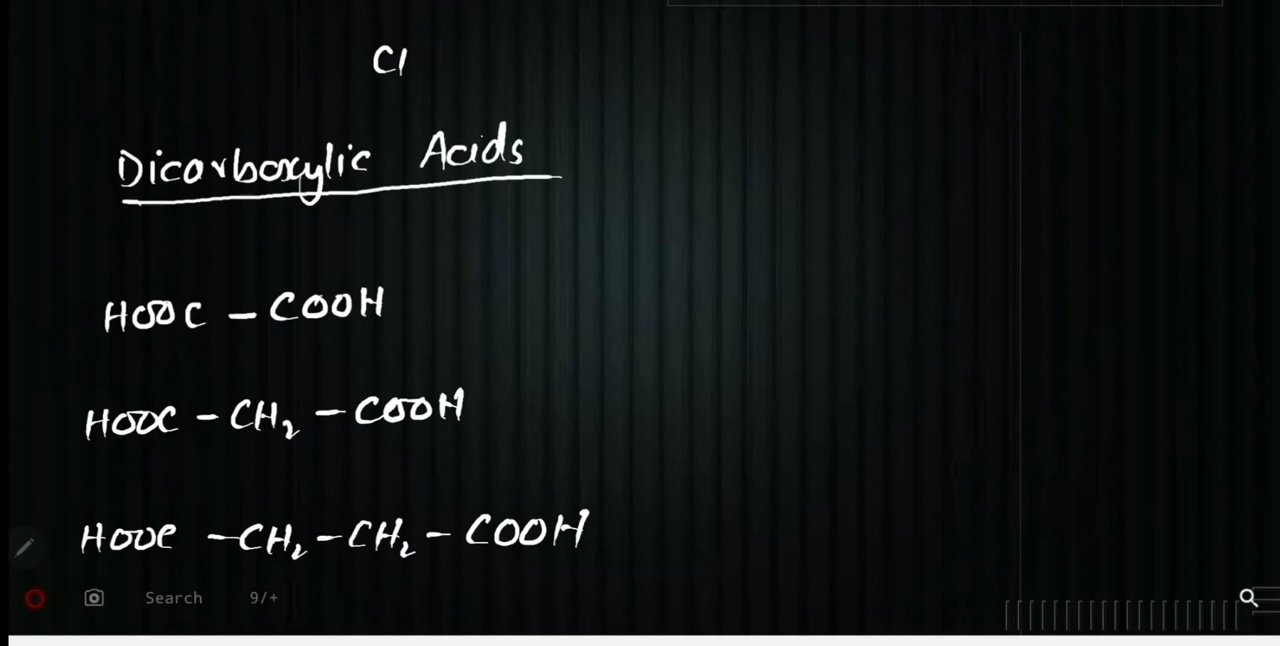 Cl
Dicarboxylic Acids
HOOC - COOH
HOOC - CH₂ - COOH
HOOC - CH₂ - CH₂ - COOH
Search 9/+